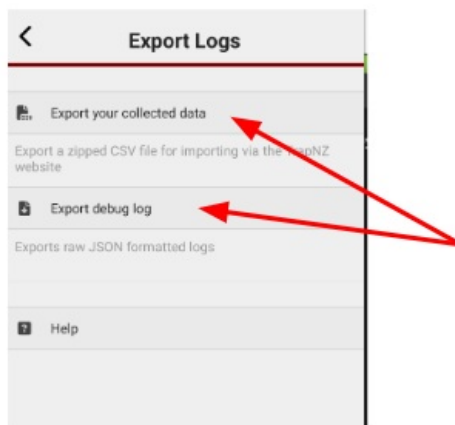 Export Logs
Export your collected data
Export a zipped CSV file for importing via the TrapNZ
website
Export debug log
Exports raw JSON formatted logs
Help